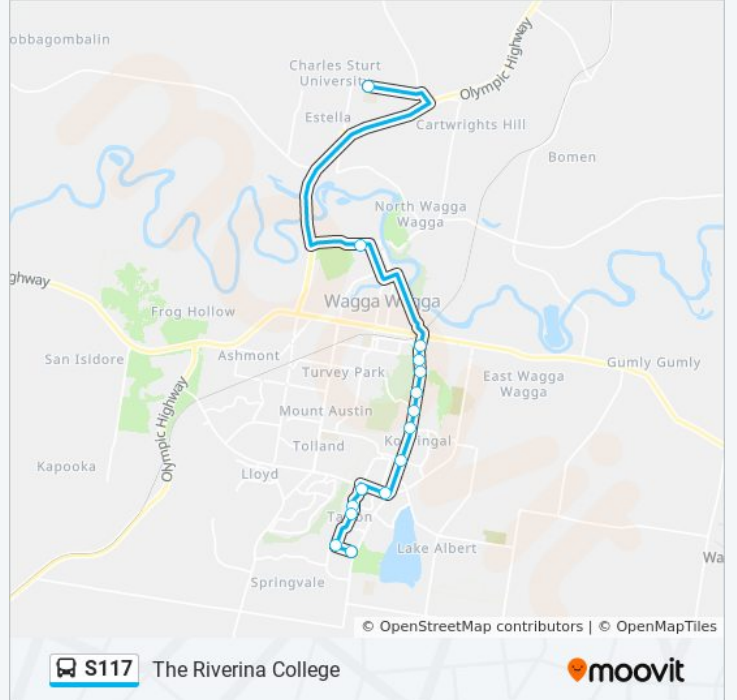 obbagombalin
Charles Sturt
University
Olympic Highway
Estella
Cartwrights Hill
Bomen
North Wagga
Wagga
ghway
Wagga Wagga
Frog Hollow
San Isidore
Ashmont
Turvey Park
Gumly Gumly
East Wagga
Wagga
Olympic Highway
Mount Austin
Tolland
Kapooka
Lloyd
Lake Albert
Wa
Springvale
© OpenStreetMap contributors | © OpenMapTiles
S117 The Riverina College
moovit